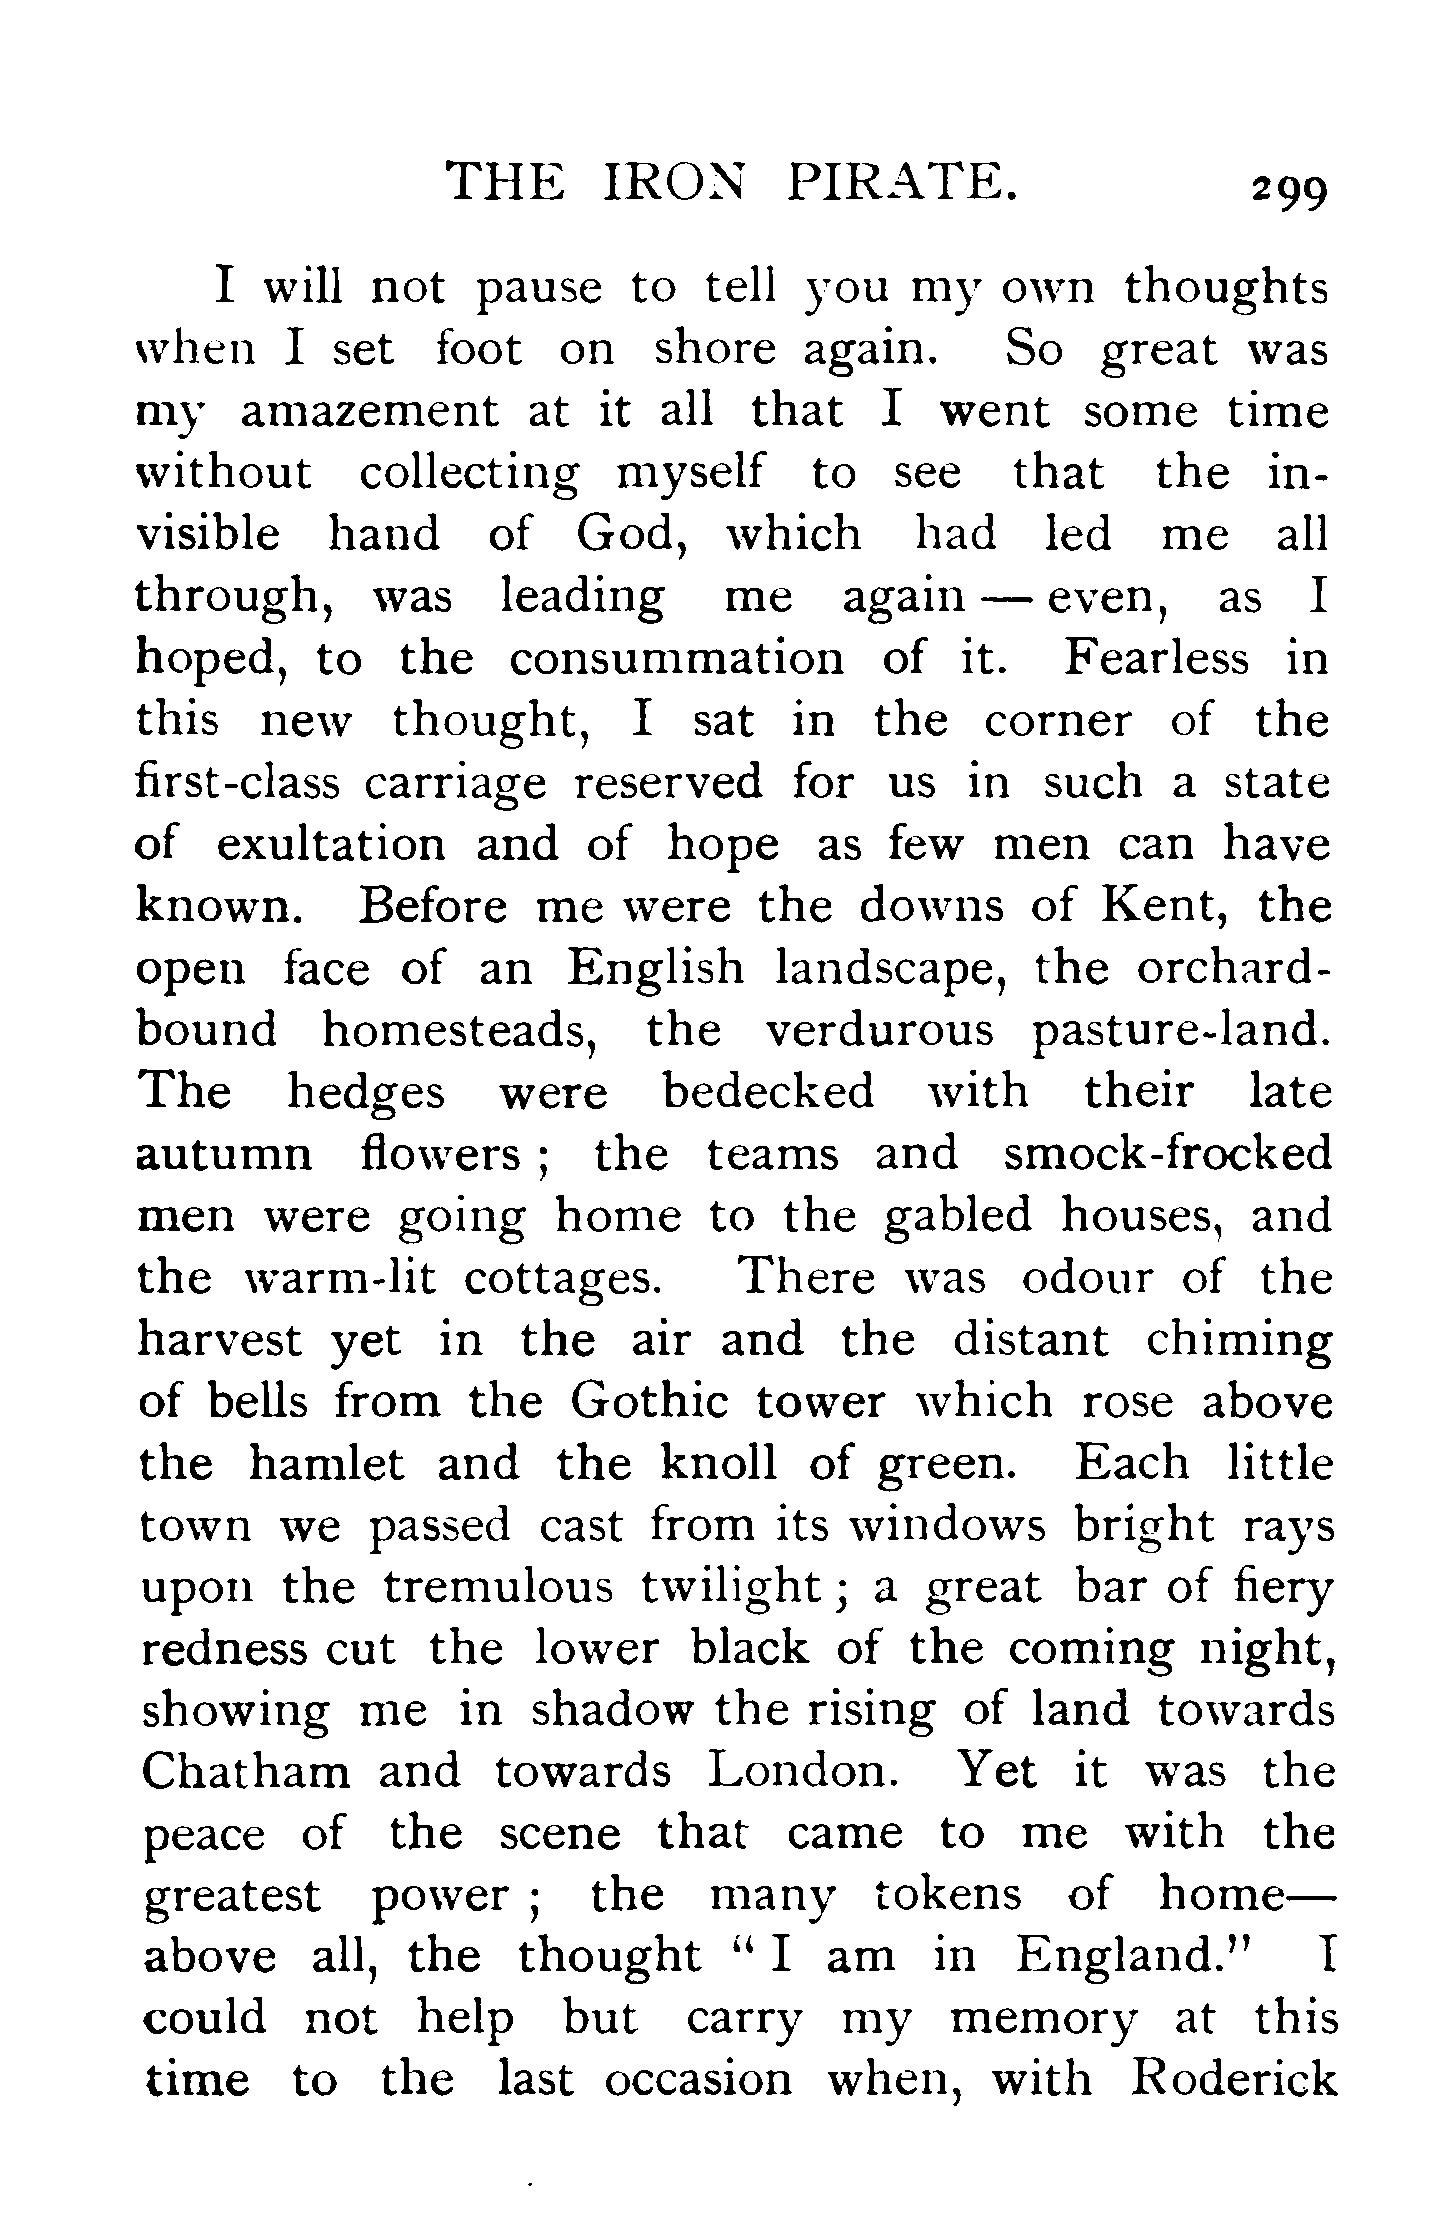 THE IRON PIRATE. 299
I will not pause to tell you my own thoughts
when I set foot on shore again. So great was
my amazement at it all that I went some time
without collecting myself to see that the in-
visible hand of God, which had led me all
through, was leading me again — even, as I
hoped, to the consummation of it. Fearless in
this new thought, I sat in the corner of the
first-class carriage reserved for us in such a state
of exultation and of hope as few men can have
known. Before me were the downs of Kent, the
open face of an English landscape, the orchard-
bound homesteads, the verdurous pasture-land.
The hedges were bedecked with their late
autumn flowers ; the teams and smock-frocked
men were going home to the gabled houses, and
the warm-lit cottages. There was odour of the
harvest yet in the air and the distant chiming
of bells from the Gothic tower which rose above
the hamlet and the knoll of green. Each little
town we passed cast from its windows bright rays
upon the tremulous twilight ; a great bar of fiery
redness cut the lower black of the coming night,
showing me in shadow the rising of land towards
Chatham and towards London. Yet it was the
peace of the scene that came to me with the
greatest power ; the many tokens of home—
above all, the thought “ I am in England.” I
could not help but carry my memory at this
time to the last occasion when, with Roderick